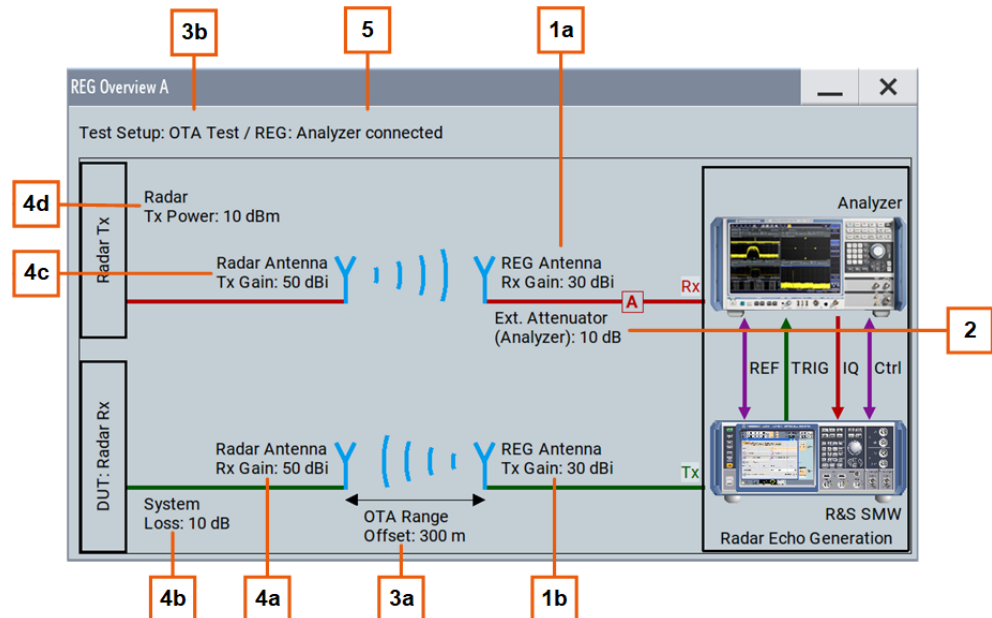 3b
5
1a
REG Overview A
Test Setup: OTA Test / REG: Analyzer connected
4d
Radar Tx
Radar
Tx Power: 10 dBm
Analyzer
4c
Radar Antenna
Tx Gain: 50 dBi
REG Antenna
Rx Gain: 30 dBi
A
Rx
Ext. Attenuator
(Analyzer): 10 dB
2
REF
TRIG
IQ
Ctrl
DUT: Radar Rx
Radar Antenna
Rx Gain: 50 dBi
REG Antenna
Tx Gain: 30 dBi
Tx
System
Loss: 10 dB
OTA Range
Offset: 300 m
R&S SMW
Radar Echo Generation
4b
4a
3a
1b